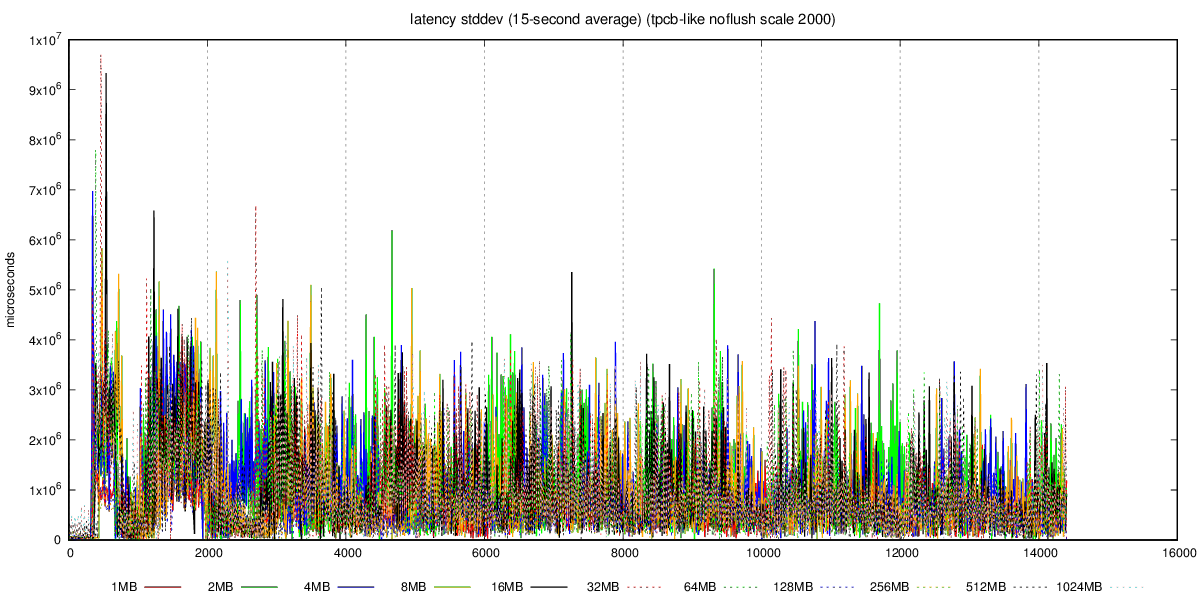 latency stddev (15-second average) (tpcb-like noflush scale 2000)
1x10^7
9x10^6
8x10^6
7x10^6
6x10^6
5x10^6
4x10^6
3x10^6
2x10^6
1x10^6
0
microseconds
0 2000 4000 6000 8000 10000 12000 14000 16000
1MB 2MB 4MB 8MB 16MB 32MB 64MB 128MB 256MB 512MB 1024MB